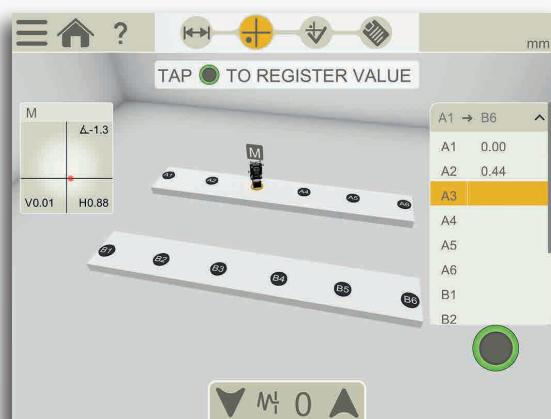 ?
mm
TAP TO REGISTER VALUE
M
∡-1.3
V0.01 H0.88
M
A1 A2 A4 A5 A6
B1 B2 B3 B4 B5 B6
A1 → B6
A1 0.00
A2 0.44
A3
A4
A5
A6
B1
B2
0